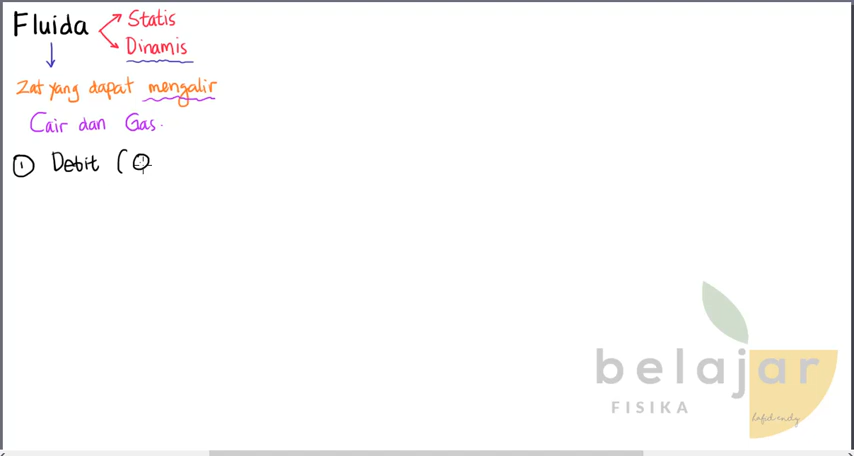 Fluida
Statis
Dinamis
Zat yang dapat mengalir
Cair dan Gas.
① Debit (Q
belajar
FISIKA